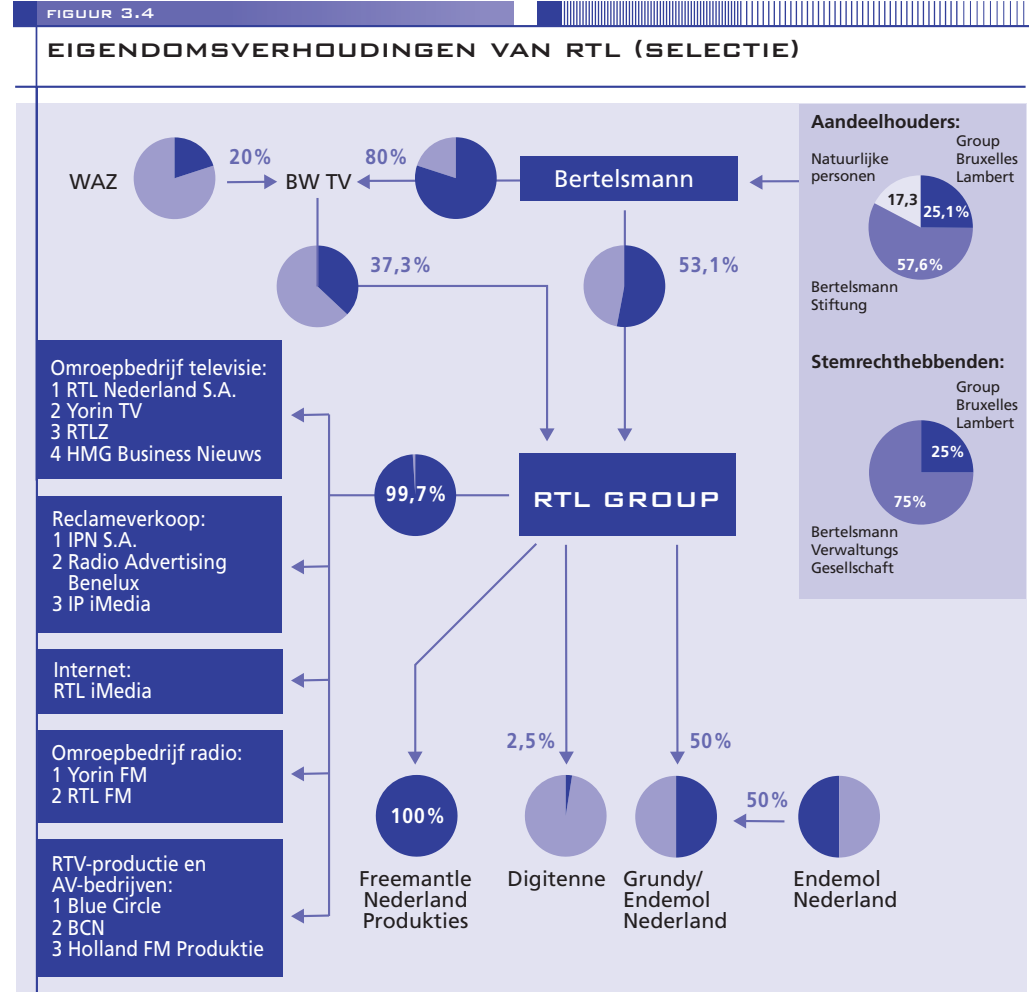 FIGUUR 3.4
EIGENDOMSVERHOUDINGEN VAN RTL (SELECTIE)
WAZ
20%
BW TV
80%
Bertelsmann
37,3%
53,1%
Aandeelhouders:
Natuurlijke
personen
Group
Bruxelles
Lambert
17,3
25,1%
57,6%
Bertelsmann
Stiftung
Stemrechthebbenden:
Group
Bruxelles
Lambert
25%
75%
Bertelsmann
Verwaltungs
Gesellschaft
Omroepbedrijf televisie:
1 RTL Nederland S.A.
2 Yorin TV
3 RTLZ
4 HMG Business Nieuws
99,7%
RTL GROUP
Reclameverkoop:
1 IPN S.A.
2 Radio Advertising
Benelux
3 IP iMedia
Internet:
RTL iMedia
Omroepbedrijf radio:
1 Yorin FM
2 RTL FM
RTV-productie en
AV-bedrijven:
1 Blue Circle
2 BCN
3 Holland FM Produktie
2,5%
50%
100%
50%
Freemantle
Nederland
Produkties
Digitenne
Grundy/
Endemol
Nederland
Endemol
Nederland